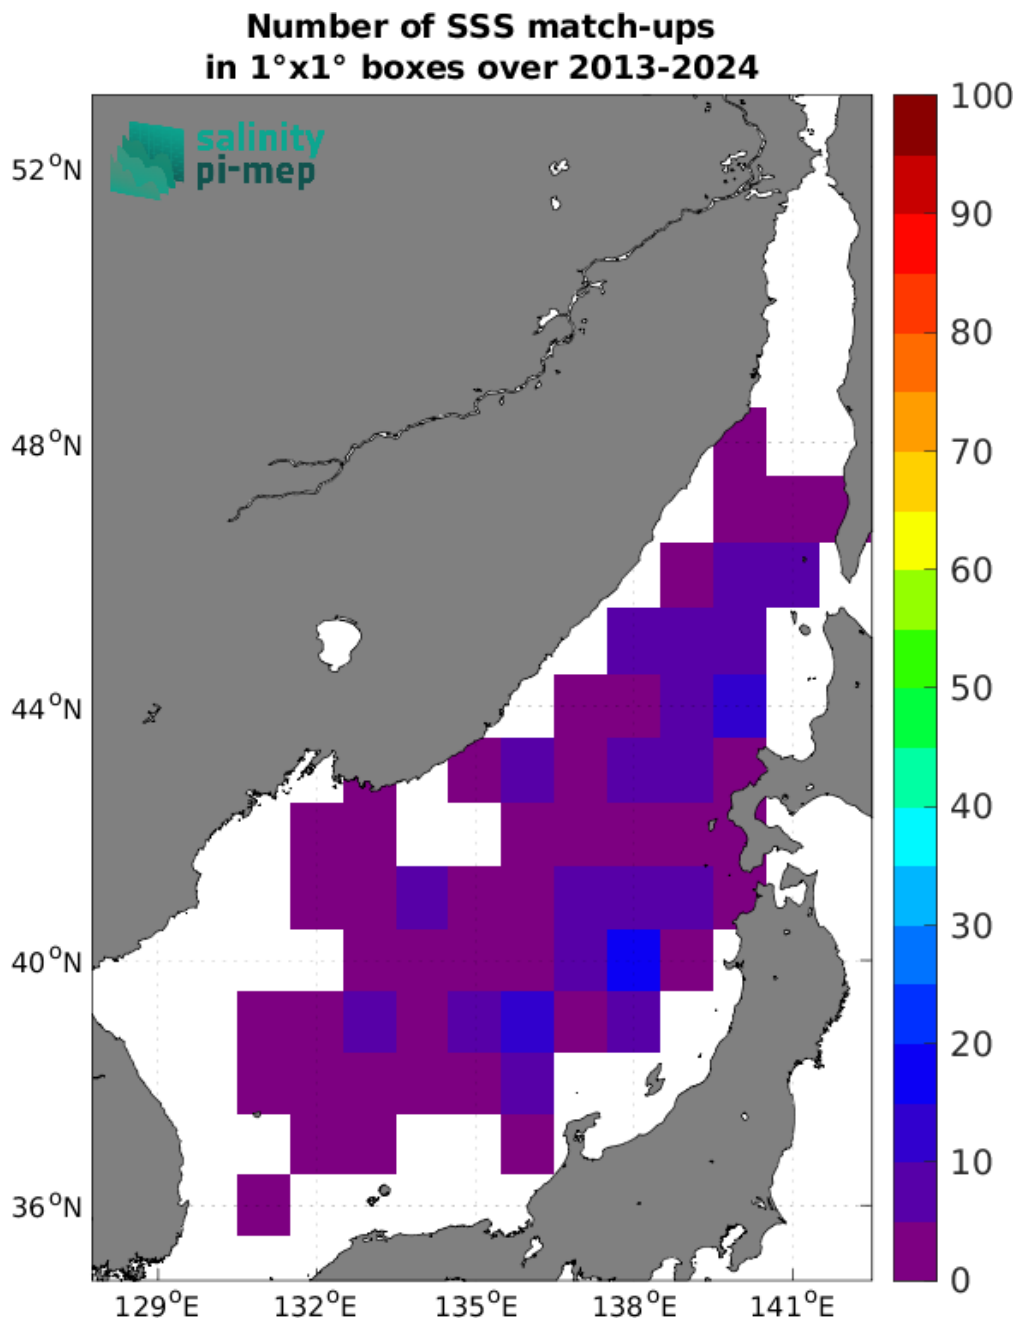 Number of SSS match-ups
in 1°x1° boxes over 2013-2024
salinity
pi-mep
52°N
48°N
44°N
40°N
36°N
129°E
132°E
135°E
138°E
141°E
100
90
80
70
60
50
40
30
20
10
0